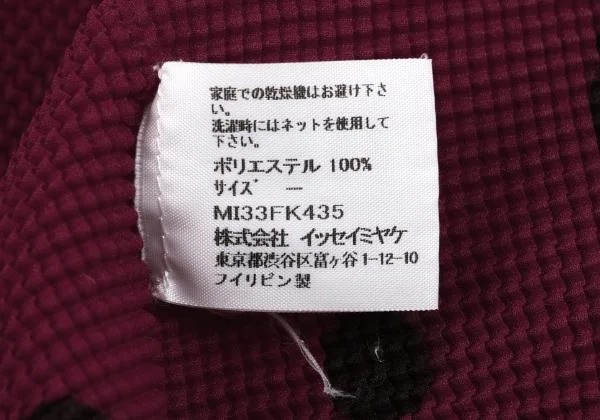 家庭での乾燥機はお避け下さ
い。
洗濯時にはネットを使用して
下さい。
ポリエステル 100%
サイズ ーー
MI33FK435
株式会社 イッセイミヤケ
東京都渋谷区富ヶ谷1-12-10
フイリピン製